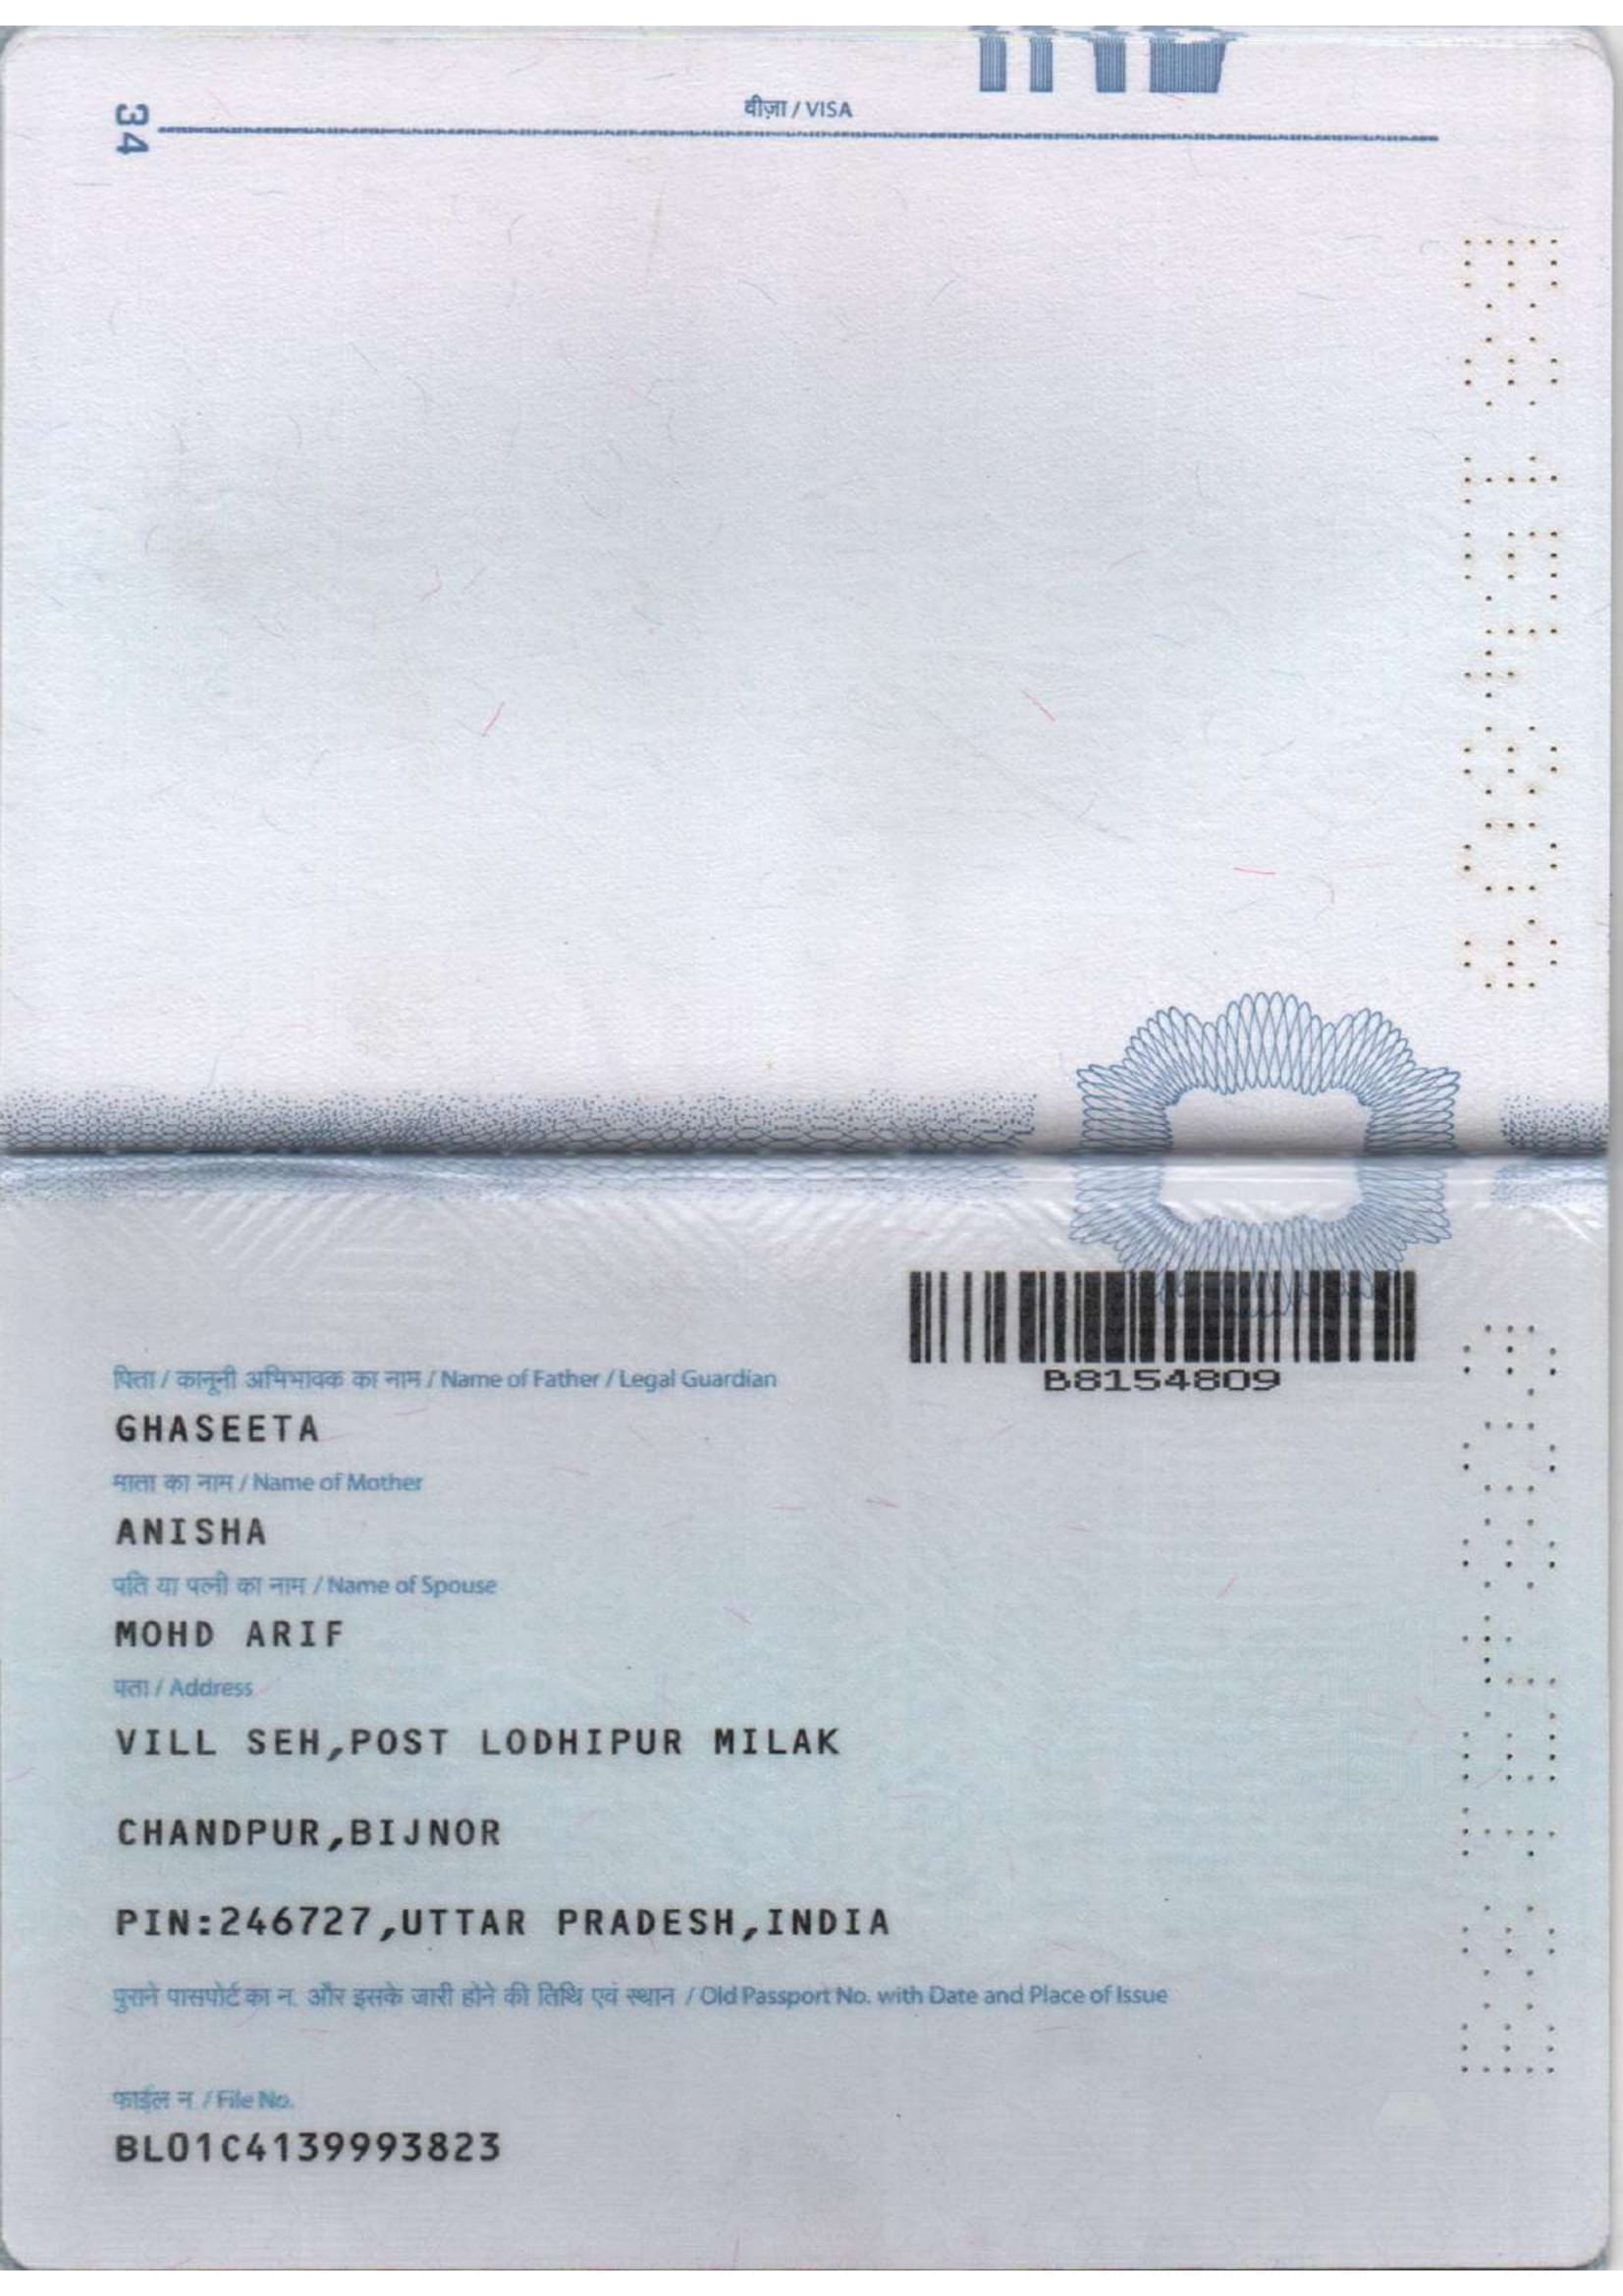 34
वीज़ा / VISA
B8154809
B8154809
पिता / कानूनी अभिभावक का नाम / Name of Father / Legal Guardian
GHASEETA
माता का नाम / Name of Mother
ANISHA
पति या पत्नी का नाम / Name of Spouse
MOHD ARIF
पता / Address
VILL SEH,POST LODHIPUR MILAK
CHANDPUR,BIJNOR
PIN:246727,UTTAR PRADESH,INDIA
पुराने पासपोर्ट का न. और इसके जारी होने की तिथि एवं स्थान / Old Passport No. with Date and Place of Issue
फाईल न. / File No.
BL01C4139993823
B8154809